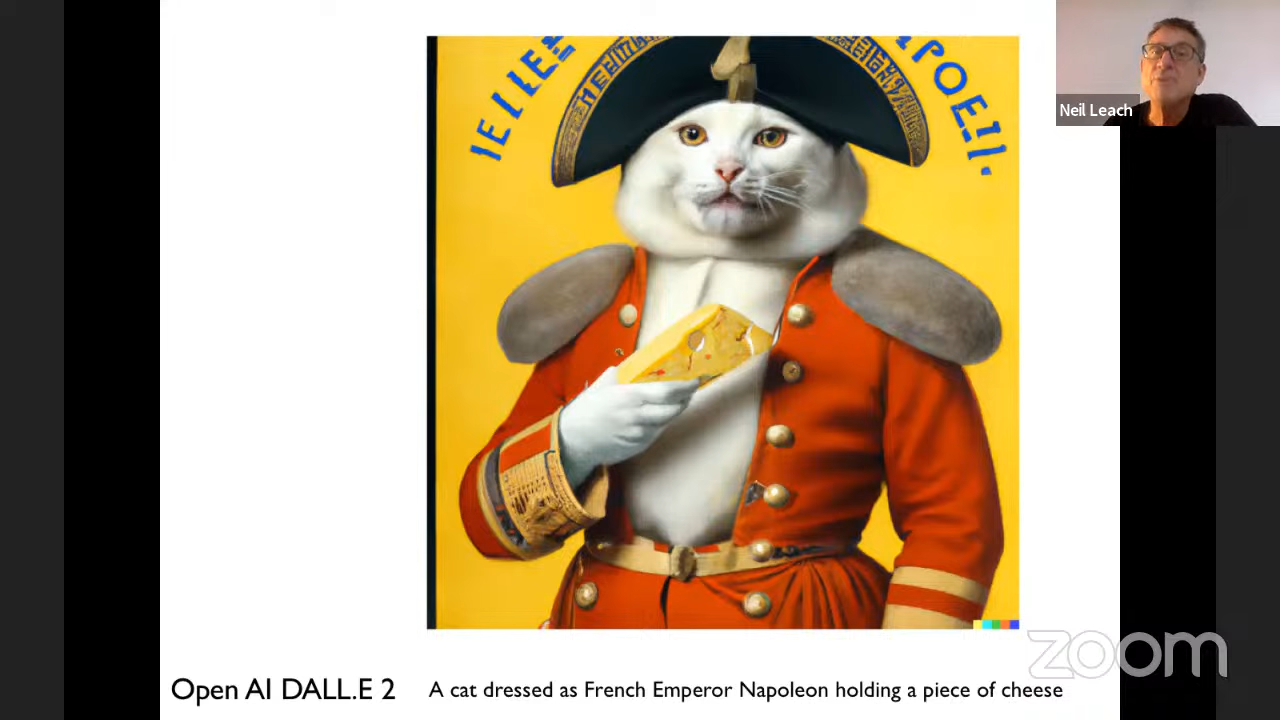 Neil Leach
zoom
Open AI DALL.E 2
A cat dressed as French Emperor Napoleon holding a piece of cheese